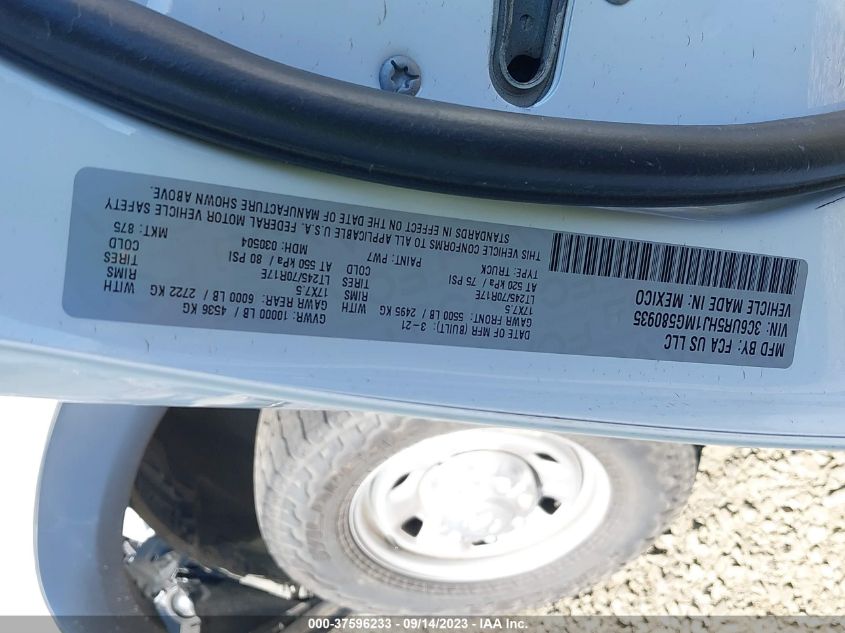 MFD BY: FCA US LLC
DATE OF MFR (BUILT): 3-21
GVWR: 10000 LB / 4536 KG
GAWR FRONT: 5500 LB / 2495 KG WITH
17X7.5 RIMS
LT245/70R17E TIRES
AT 520 kPa / 75 PSI COLD
GAWR REAR: 6000 LB / 2722 KG WITH
17X7.5 RIMS
LT245/70R17E TIRES
AT 550 kPa / 80 PSI COLD
VIN: 3C6UR5HJ1MG580935
TYPE: TRUCK
PAINT: PW7
MDH: 030504
MKT: 875
VEHICLE MADE IN: MEXICO
THIS VEHICLE CONFORMS TO ALL APPLICABLE U.S.A. FEDERAL MOTOR VEHICLE SAFETY
STANDARDS IN EFFECT ON THE DATE OF MANUFACTURE SHOWN ABOVE.
000-37596233 - 09/14/2023 - IAA Inc.